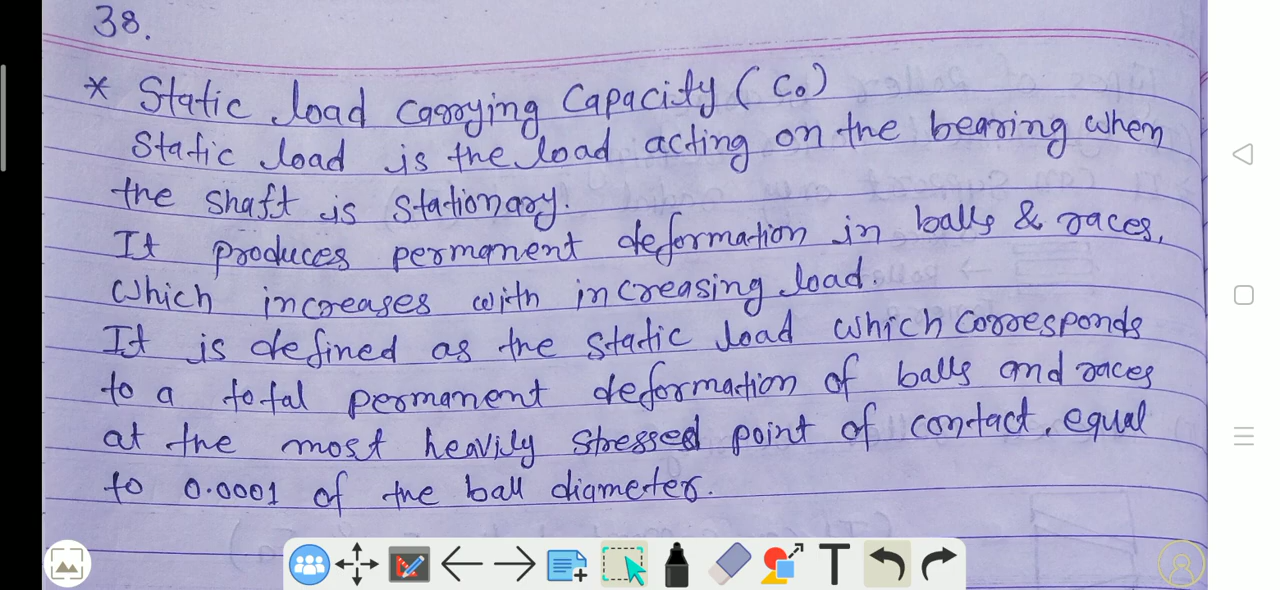 38.
* Static load carrying capacity (C₀)
Static load is the load acting on the bearing when
the shaft is stationary.
It produces permanent deformation in balls & races,
which increases with increasing load.
It is defined as the static load which corresponds
to a total permanent deformation of balls and races
at the most heavily stressed point of contact, equal
to 0.0001 of the ball diameter.
T